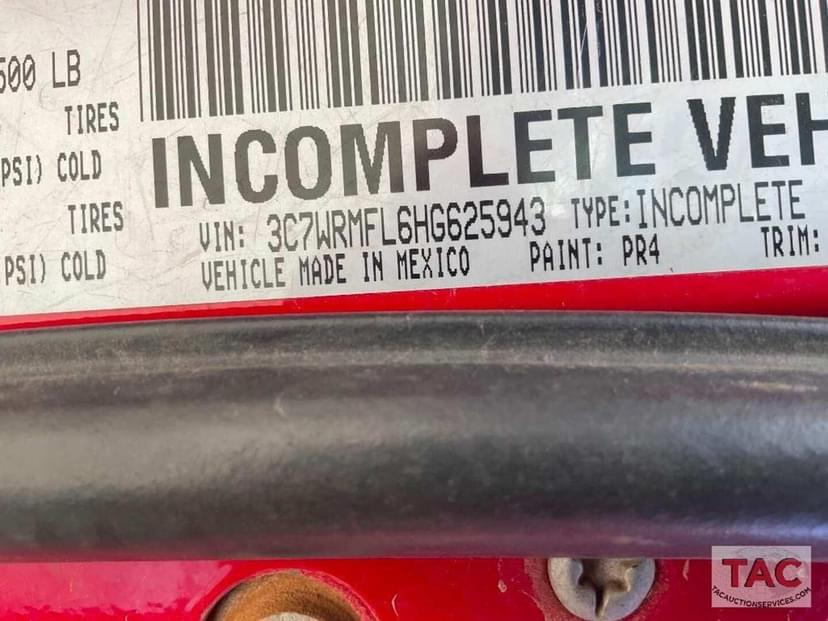 500 LB
TIRES
PSI) COLD
TIRES
PSI) COLD
INCOMPLETE VEH
VIN: 3C7WRMFL6HG625943 TYPE: INCOMPLETE
VEHICLE MADE IN MEXICO PAINT: PR4 TRIM:
TAC
TACAUCTIONSERVICES.COM